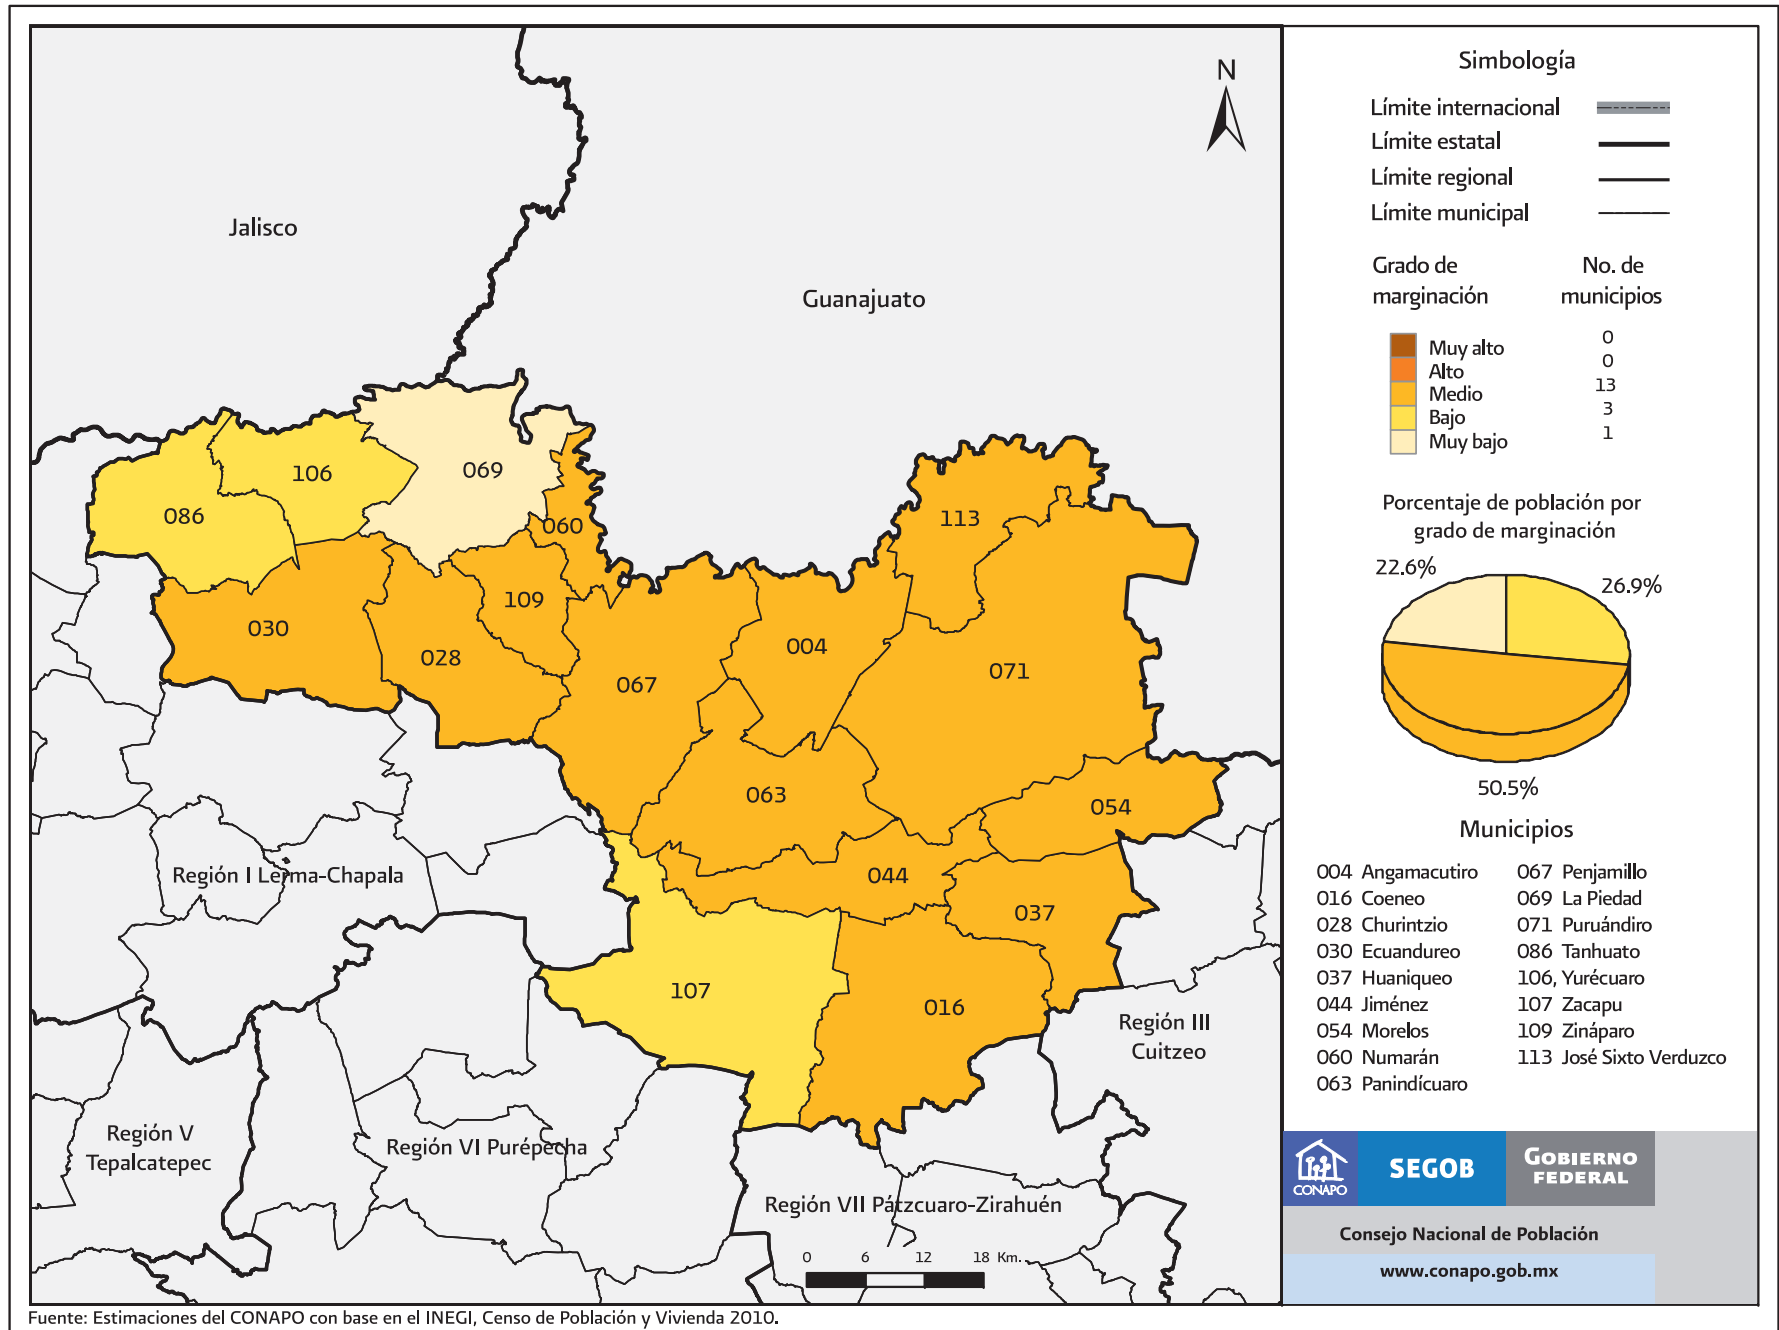 Jalisco
Guanajuato
N
086
106
069
060
113
030
028
109
067
004
071
063
054
044
037
107
016
Región I Lerma-Chapala
Región III
Cuitzeo
Región V
Tepalcatepec
Región VI Purépecha
Región VII Pátzcuaro-Zirahuén
0 6 12 18 Km.
Simbología
Límite internacional
Límite estatal
Límite regional
Límite municipal
Grado de marginación
No. de municipios
Muy alto 0
Alto 0
Medio 13
Bajo 3
Muy bajo 1
Porcentaje de población por
grado de marginación
22.6%
26.9%
50.5%
Municipios
004 Angamacutiro
016 Coeneo
028 Churintzio
030 Ecuandureo
037 Huaniqueo
044 Jiménez
054 Morelos
060 Numarán
063 Panindícuaro
067 Penjamillo
069 La Piedad
071 Puruándiro
086 Tanhuato
106, Yurécuaro
107 Zacapu
109 Zináparo
113 José Sixto Verduzco
CONAPO
SEGOB
GOBIERNO
FEDERAL
Consejo Nacional de Población
www.conapo.gob.mx
Fuente: Estimaciones del CONAPO con base en el INEGI, Censo de Población y Vivienda 2010.